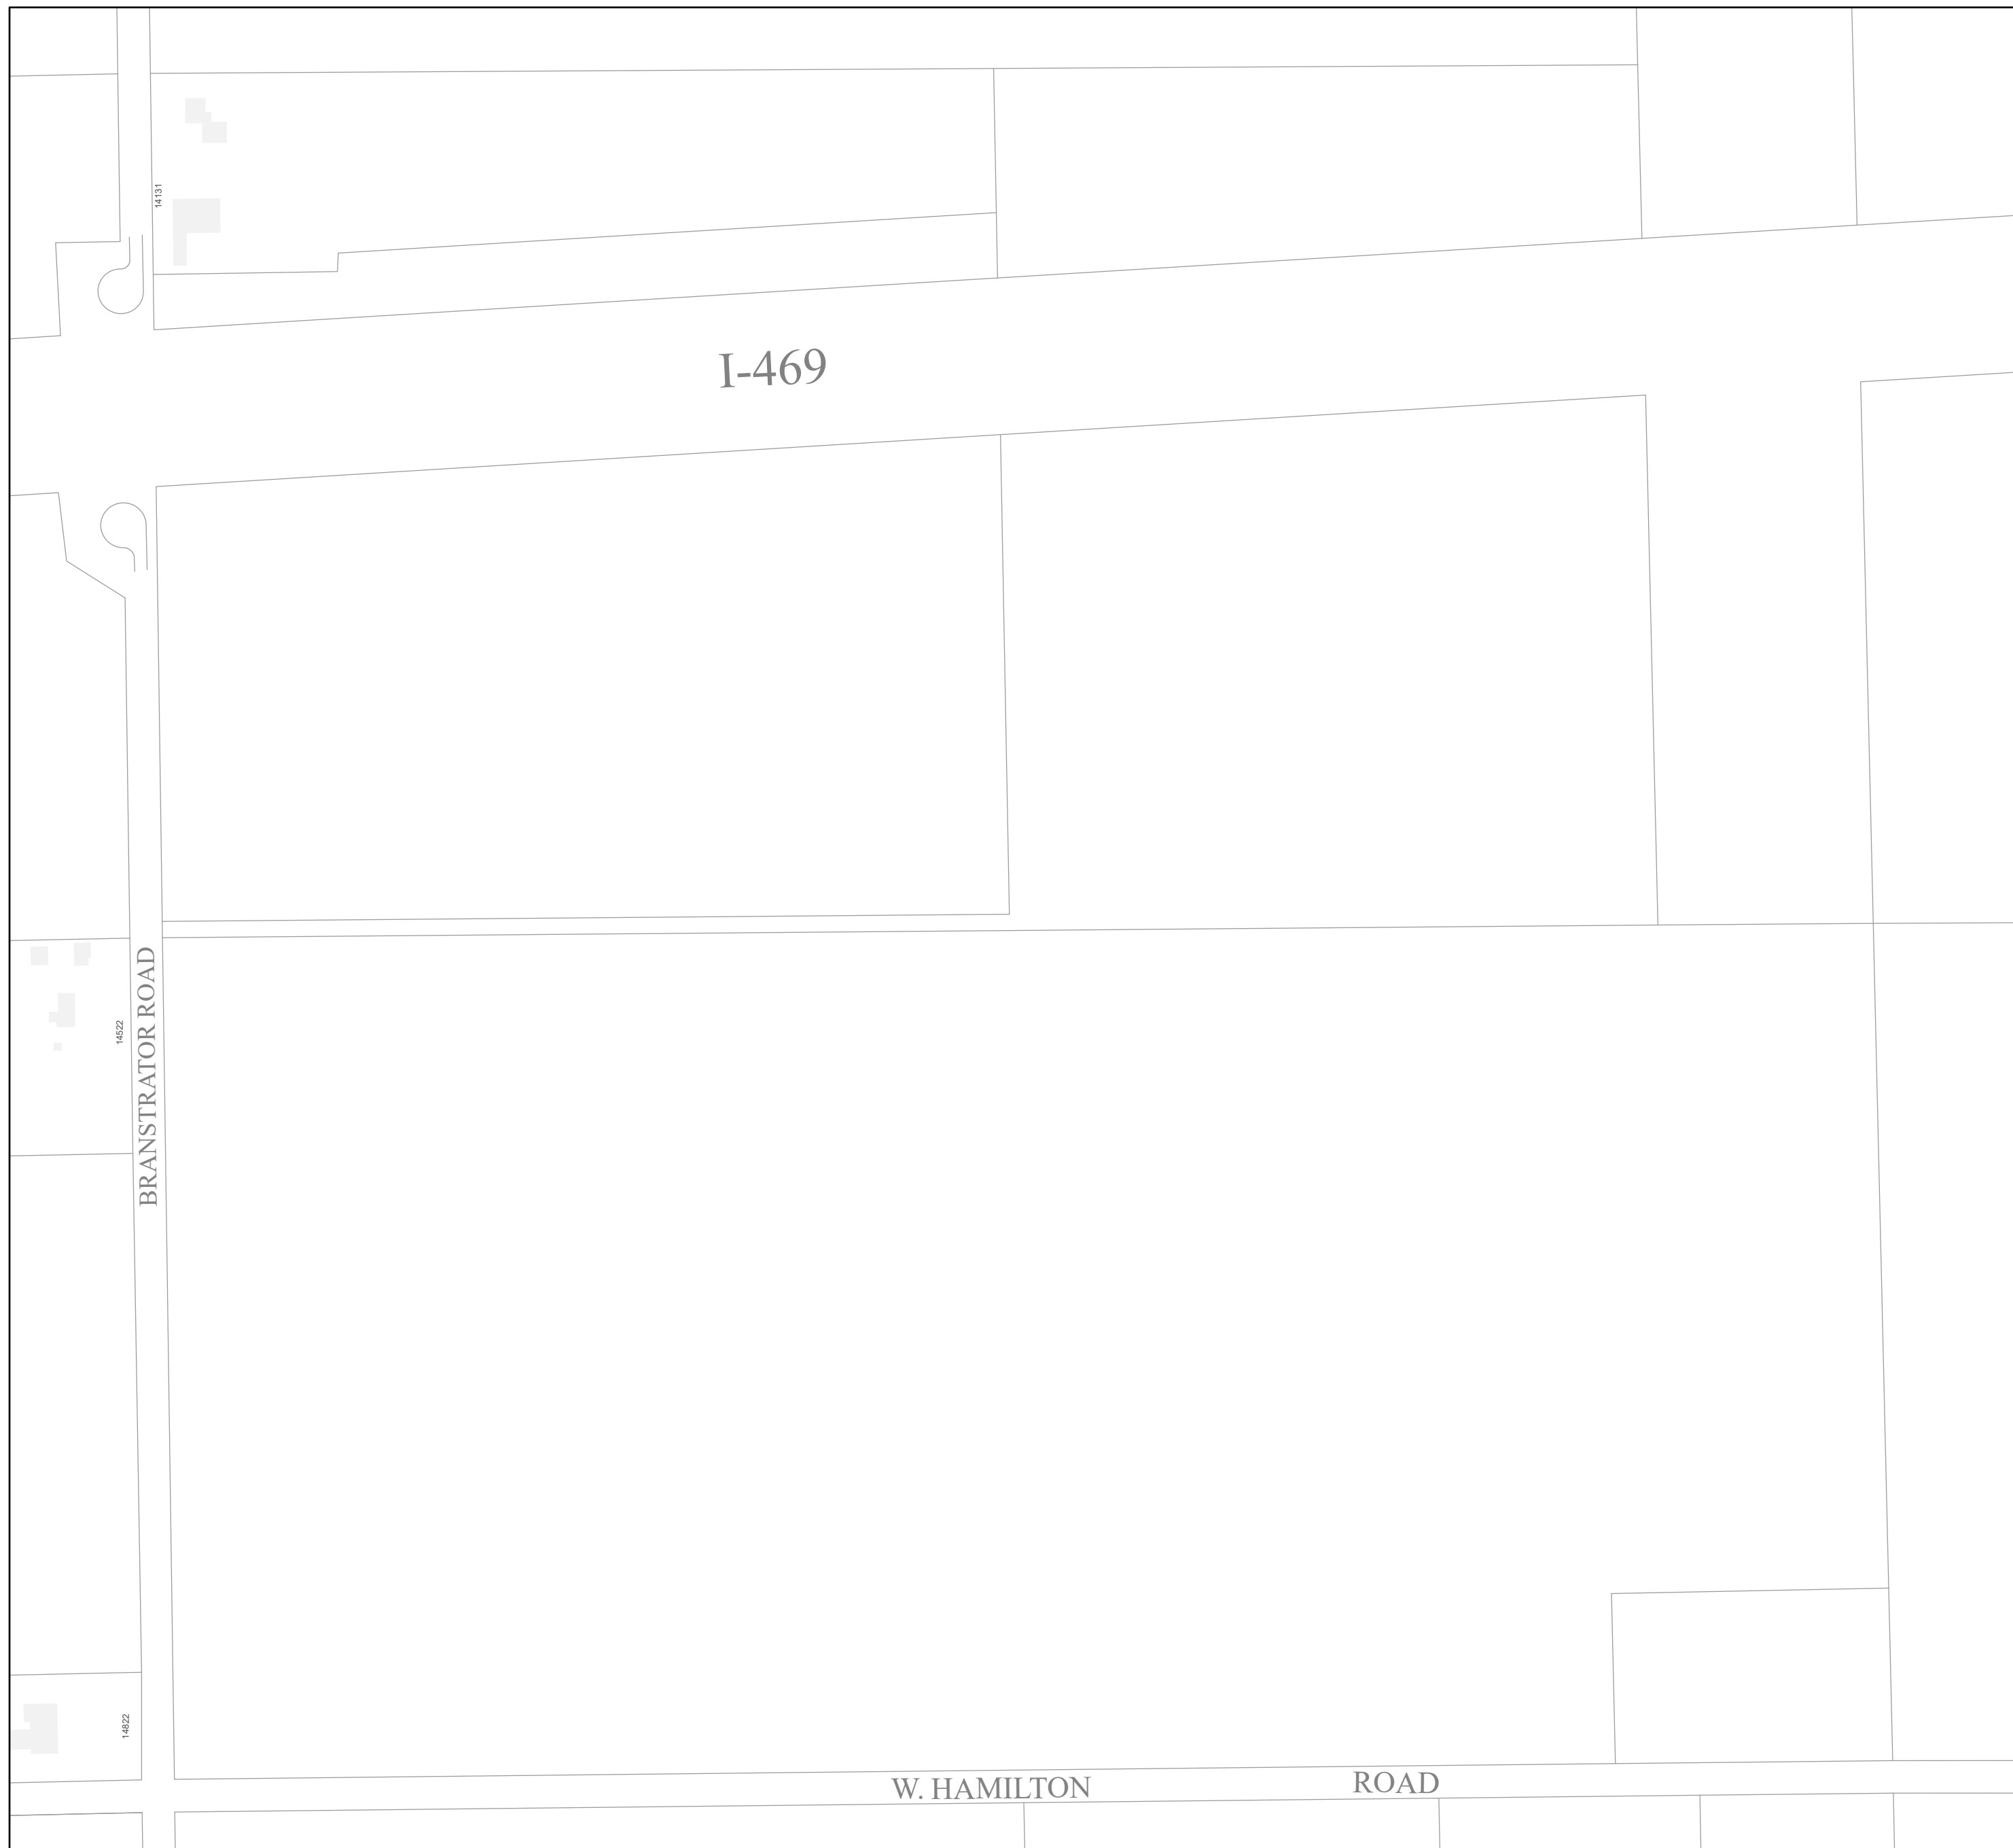 14131
I-469
14522
BRANSTRATOR ROAD
14822
W. HAMILTON ROAD